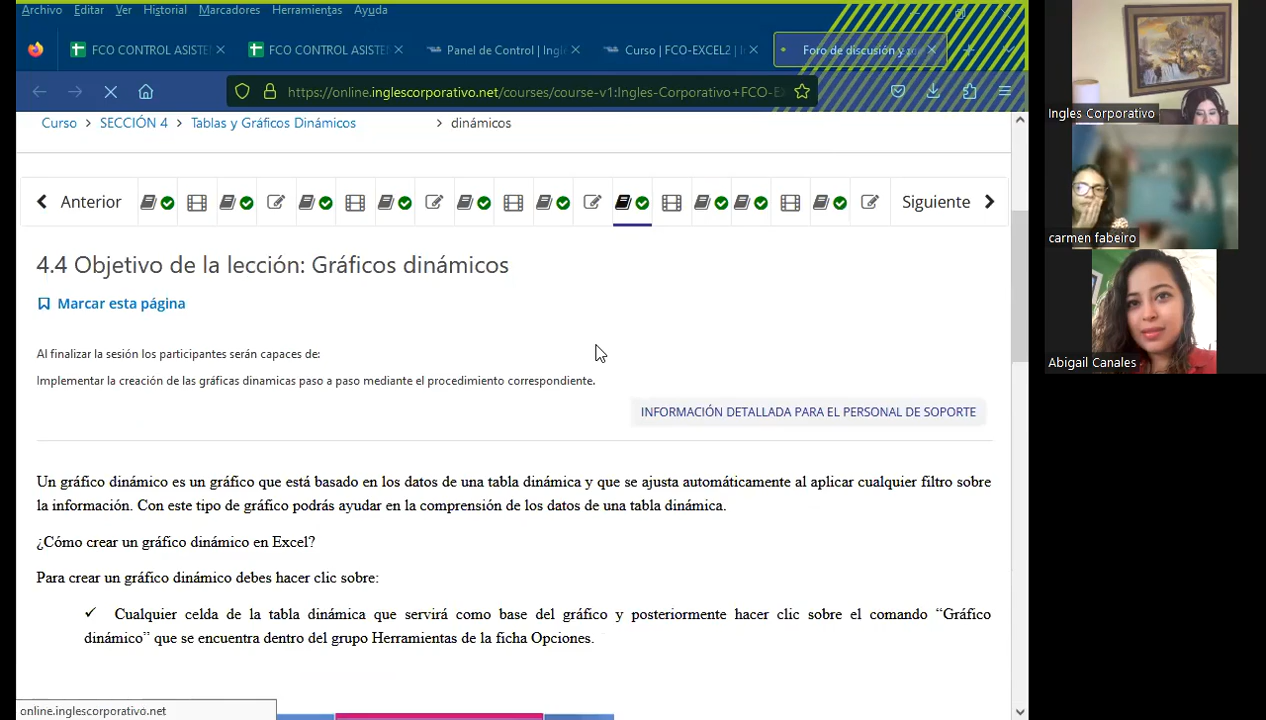 Archivo Editar Ver Historial Marcadores Herramientas Ayuda
FCO CONTROL ASISTE
FCO CONTROL ASISTE
Panel de Control | Ingl
Curso | FCO-EXCEL2 | I
Foro de discusión y
https://online.inglescorporativo.net/courses/course-v1:Ingles-Corporativo+FCO-E
Curso > SECCIÓN 4 > Tablas y Gráficos Dinámicos > dinámicos
Anterior
Siguiente
4.4 Objetivo de la lección: Gráficos dinámicos
Marcar esta página
Al finalizar la sesión los participantes serán capaces de:
Implementar la creación de las gráficas dinamicas paso a paso mediante el procedimiento correspondiente.
INFORMACIÓN DETALLADA PARA EL PERSONAL DE SOPORTE
Un gráfico dinámico es un gráfico que está basado en los datos de una tabla dinámica y que se ajusta automáticamente al aplicar cualquier filtro sobre
la información. Con este tipo de gráfico podrás ayudar en la comprensión de los datos de una tabla dinámica.
¿Cómo crear un gráfico dinámico en Excel?
Para crear un gráfico dinámico debes hacer clic sobre:
✓ Cualquier celda de la tabla dinámica que servirá como base del gráfico y posteriormente hacer clic sobre el comando “Gráfico
dinámico” que se encuentra dentro del grupo Herramientas de la ficha Opciones.
online.inglescorporativo.net
Ingles Corporativo
carmen fabeiro
Abigail Canales